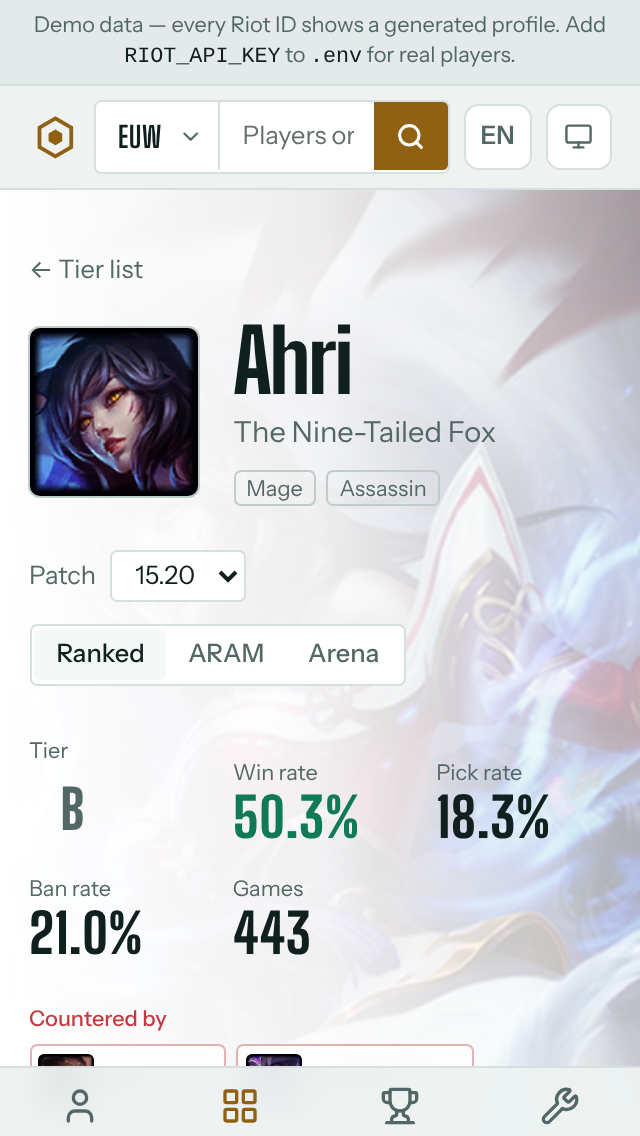 Demo data — every Riot ID shows a generated profile. Add
RIOT_API_KEY to .env for real players.
EUW
Players or
EN
← Tier list
Ahri
The Nine-Tailed Fox
Mage
Assassin
Patch
15.20
Ranked
ARAM
Arena
Tier
B
Win rate
50.3%
Pick rate
18.3%
Ban rate
21.0%
Games
443
Countered by